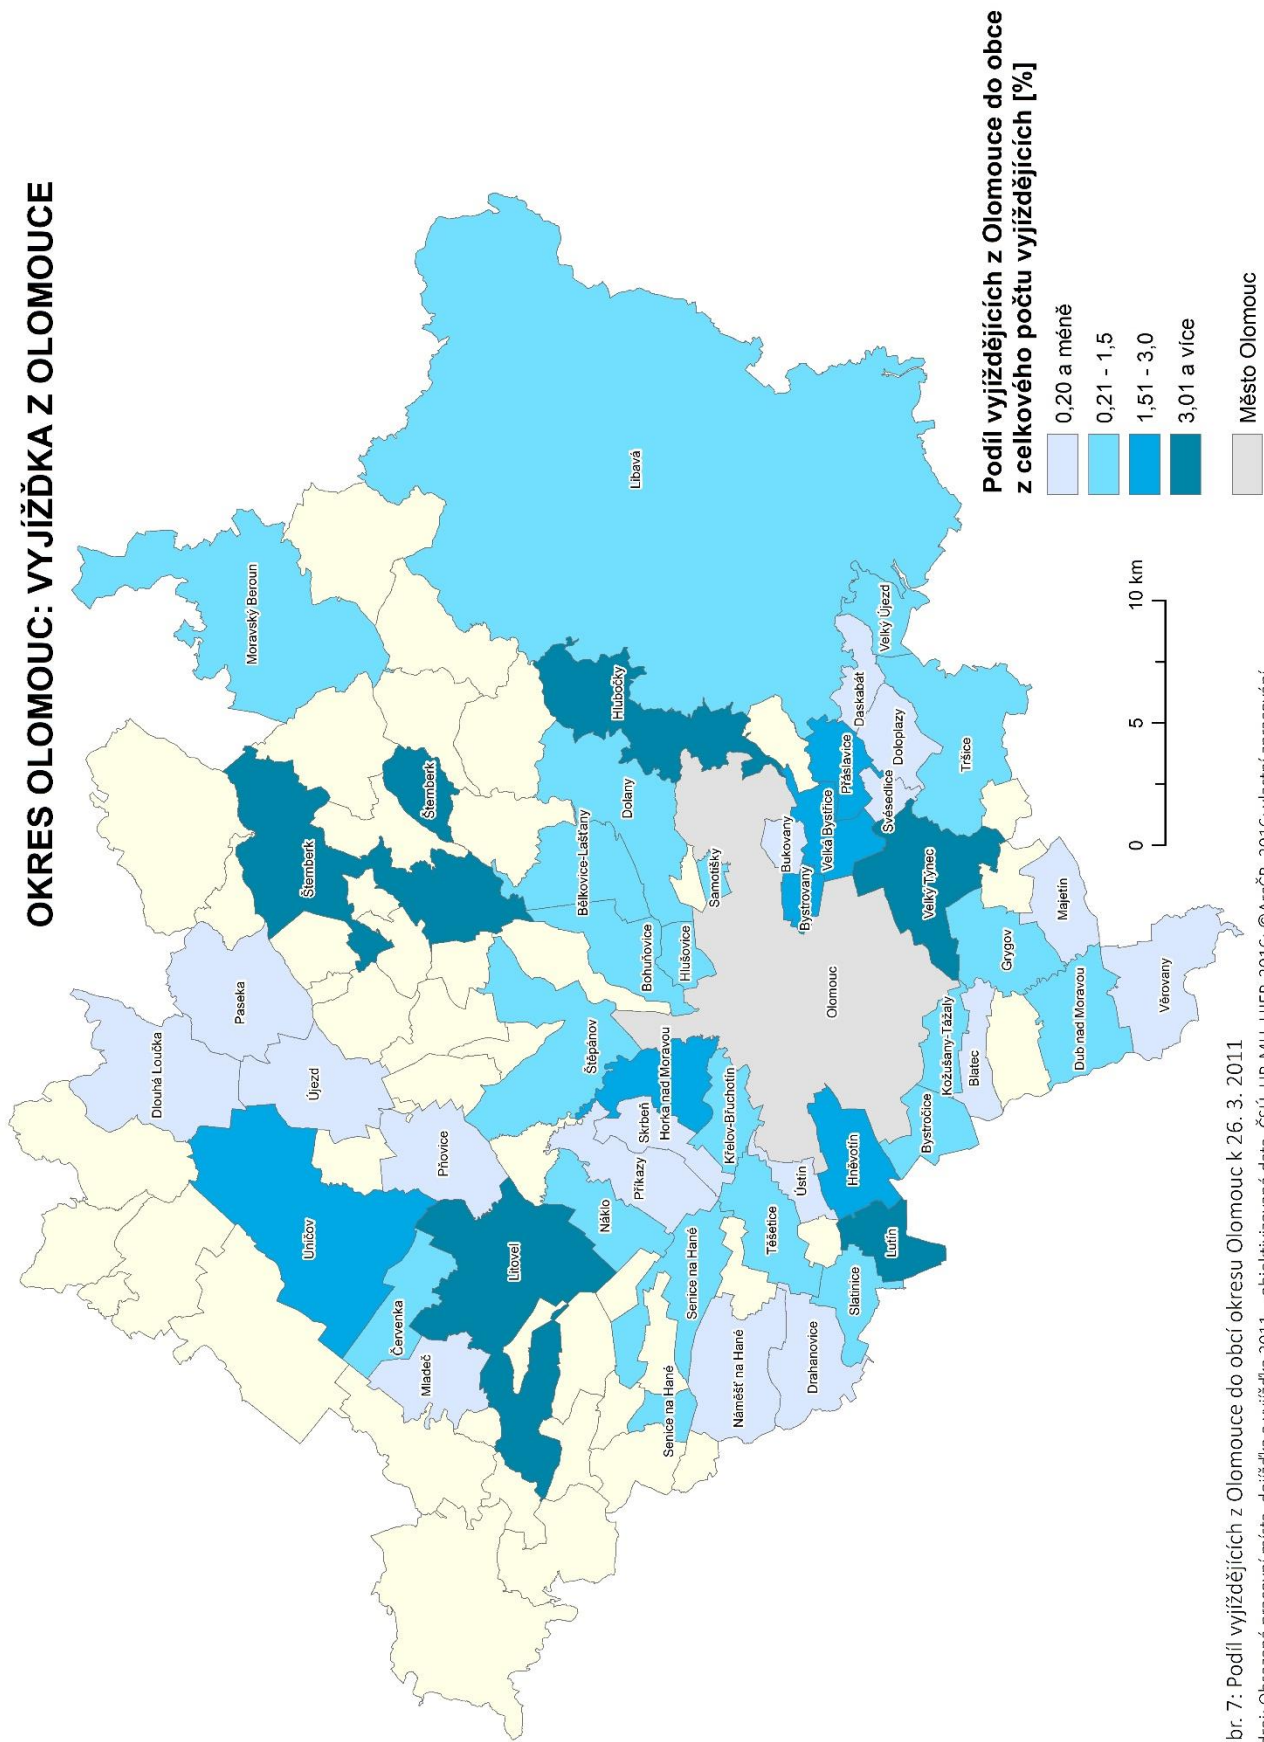 OKRES OLOMOUC: VYJÍŽĎKA Z OLOMOUCE
Moravský Beroun
Libavá
Dlouhá Loučka
Paseka
Újezd
Šternberk
Šternberk
Uničov
Pňovice
Červenka
Litovel
Mladeč
Štěpánov
Bělkovice-Lašťany
Dolany
Hlubočky
Bohuňovice
Hlušovice
Samotišky
Náklo
Příkazy
Skrbeň
Horka nad Moravou
Křelov-Břuchotín
Senice na Hané
Senice na Hané
Náměšť na Hané
Drahanovice
Těšetice
Ústín
Slatinice
Lutín
Hněvotín
Olomouc
Bukovany
Bystrovany
Velká Bystřice
Přáslavice
Daskabát
Velký Újezd
Doloplazy
Svésedlice
Tršice
Velký Týnec
Bystročice
Kožušany-Tážaly
Blatec
Grygov
Majetín
Dub nad Moravou
Věrovany
Podíl vyjíždějících z Olomouce do obce
z celkového počtu vyjíždějících [%]
0,20 a méně
0,21 - 1,5
1,51 - 3,0
3,01 a více
Město Olomouc
0 5 10 km
br. 7: Podíl vyjíždějících z Olomouce do obcí okresu Olomouc k 26. 3. 2011